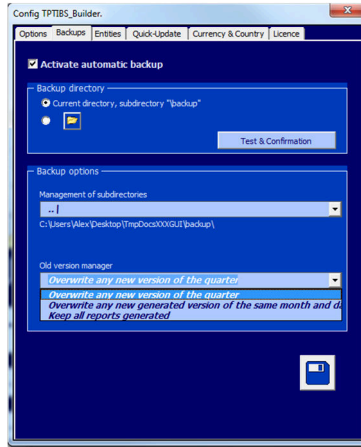 Config TPTIBS_Builder.
Options Backups Entities Quick-Update Currency & Country Licence
Activate automatic backup
Backup directory
Current directory, subdirectory "\backup"
Test & Confirmation
Backup options
Management of subdirectories
..\
C:\Users\Alex\Desktop\TmpDocsXXXGUI\backup\
Old version manager
Overwrite any new version of the quarter
Overwrite any new version of the quarter
Overwrite any new generated version of the same month and da
Keep all reports generated